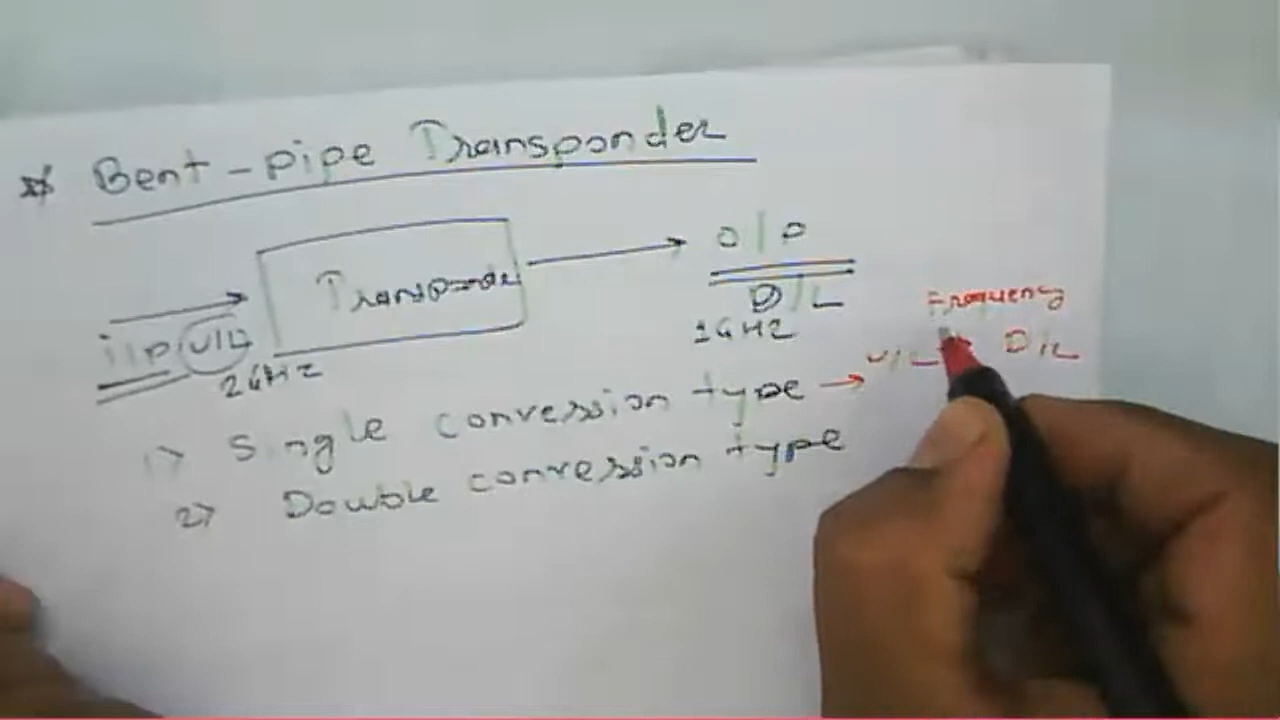 Bent-pipe Transponder
Transponder
o/p
D/L
1GHZ
i/p U/L
2GHZ
Frequency
1) Single conversion type → U/L D/L
2) Double conversion type